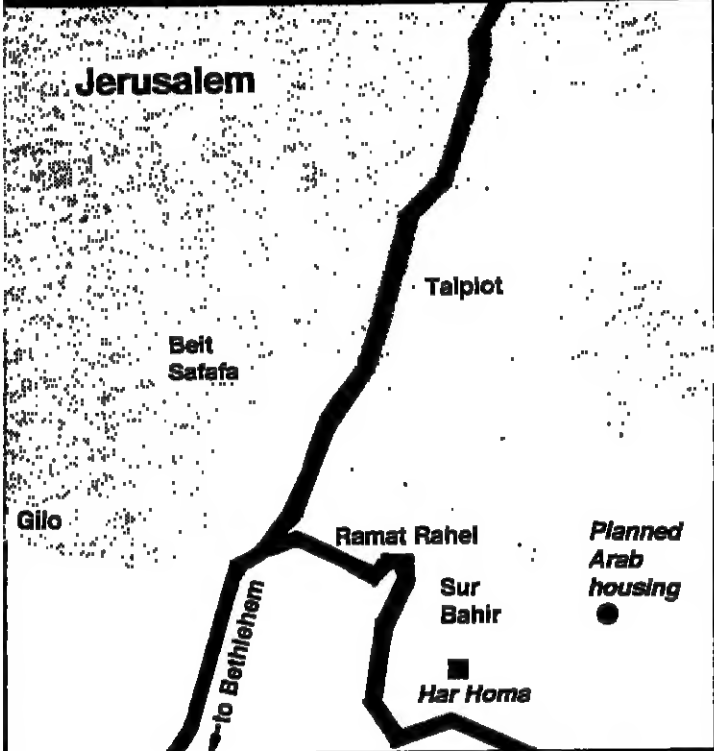 Jerusalem
Talpiot
Beit
Safafa
Gilo
Ramat Rahel
Planned
Arab
housing
Sur
Bahir
Har Homa
to Bethlehem